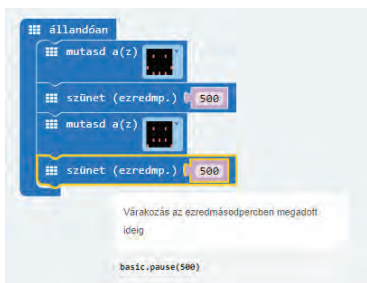 állandóan
mutasd a(z)
szünet (ezredmp.) 500
mutasd a(z)
szünet (ezredmp.) 500
Várakozás az ezredmásodpercben megadott
ideig
basic.pause(500)